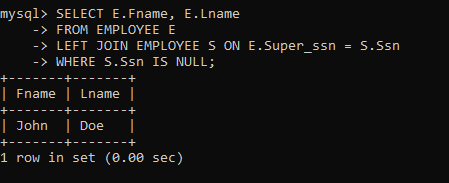 mysql> SELECT E.Fname, E.Lname
    -> FROM EMPLOYEE E
    -> LEFT JOIN EMPLOYEE S ON E.Super_ssn = S.Ssn
    -> WHERE S.Ssn IS NULL;
+-------+-------+
| Fname | Lname |
+-------+-------+
| John  | Doe   |
+-------+-------+
1 row in set (0.00 sec)